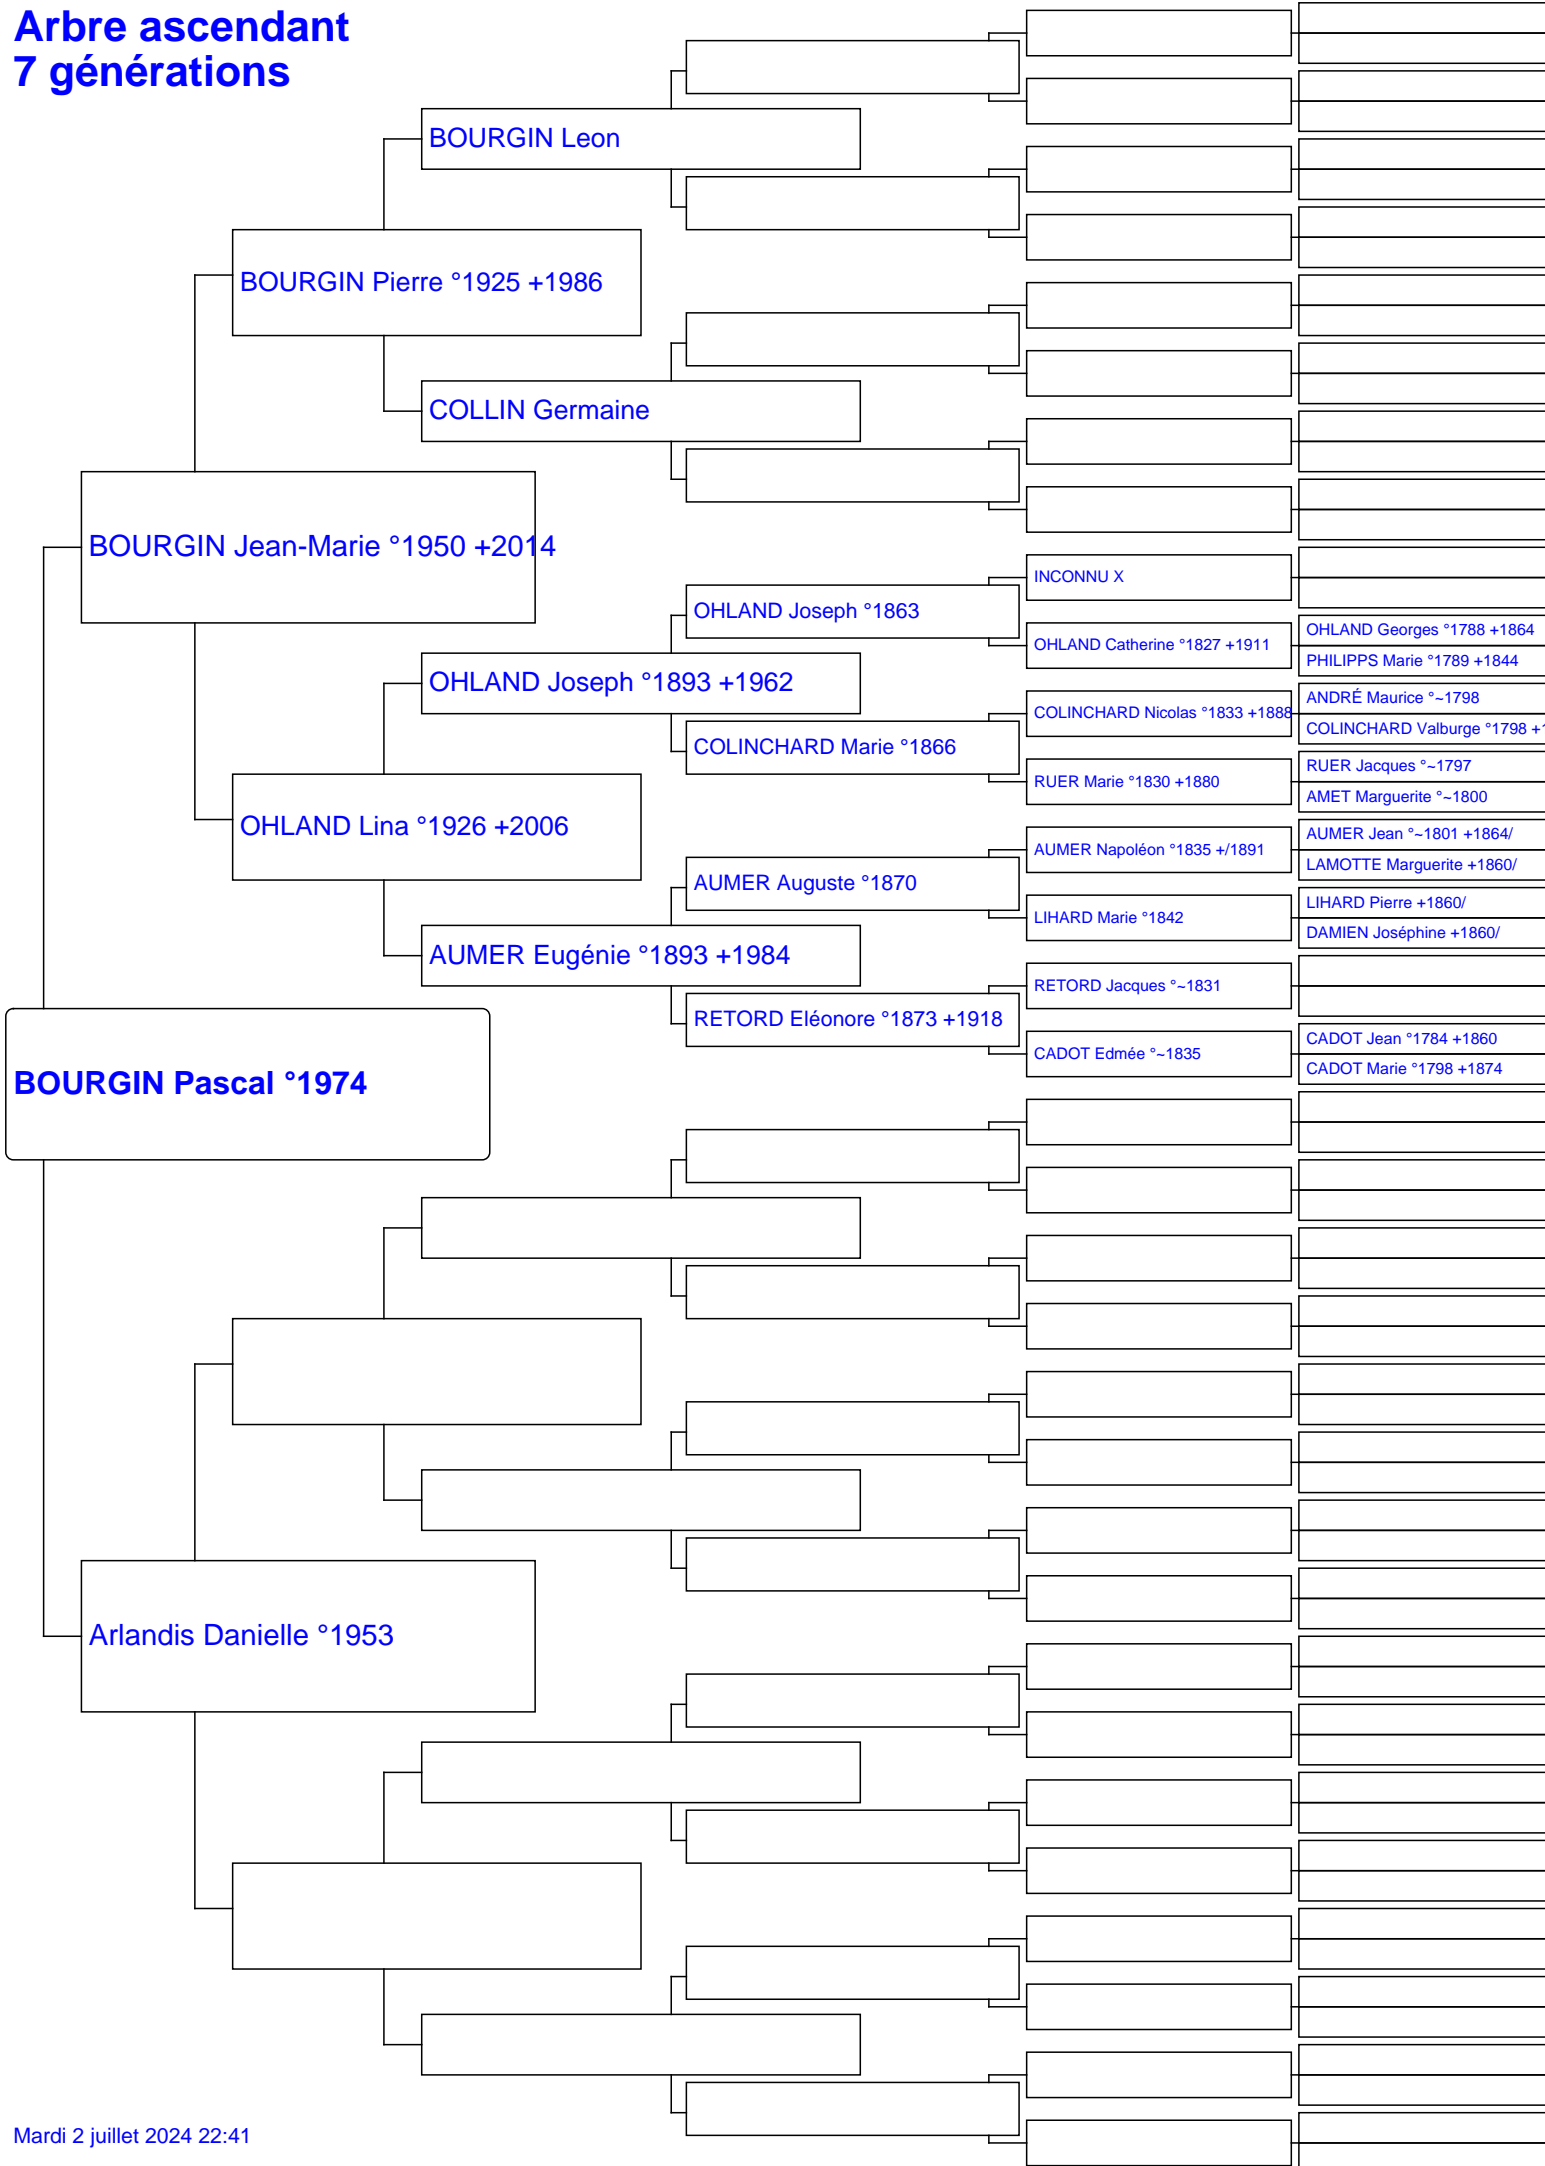 Arbre ascendant
7 générations
BOURGIN Leon
BOURGIN Pierre °1925 +1986
COLLIN Germaine
BOURGIN Jean-Marie °1950 +2014
INCONNU X
OHLAND Joseph °1863
OHLAND Catherine °1827 +1911
OHLAND Georges °1788 +1864
PHILIPPS Marie °1789 +1844
OHLAND Joseph °1893 +1962
COLINCHARD Nicolas °1833 +1888
ANDRÉ Maurice °~1798
COLINCHARD Valburge °1798 +1
COLINCHARD Marie °1866
RUER Marie °1830 +1880
RUER Jacques °~1797
AMET Marguerite °~1800
OHLAND Lina °1926 +2006
AUMER Napoléon °1835 +/1891
AUMER Jean °~1801 +1864/
LAMOTTE Marguerite +1860/
AUMER Auguste °1870
LIHARD Marie °1842
LIHARD Pierre +1860/
DAMIEN Joséphine +1860/
AUMER Eugénie °1893 +1984
RETORD Jacques °~1831
RETORD Eléonore °1873 +1918
CADOT Edmée °~1835
CADOT Jean °1784 +1860
CADOT Marie °1798 +1874
BOURGIN Pascal °1974
Arlandis Danielle °1953
Mardi 2 juillet 2024 22:41